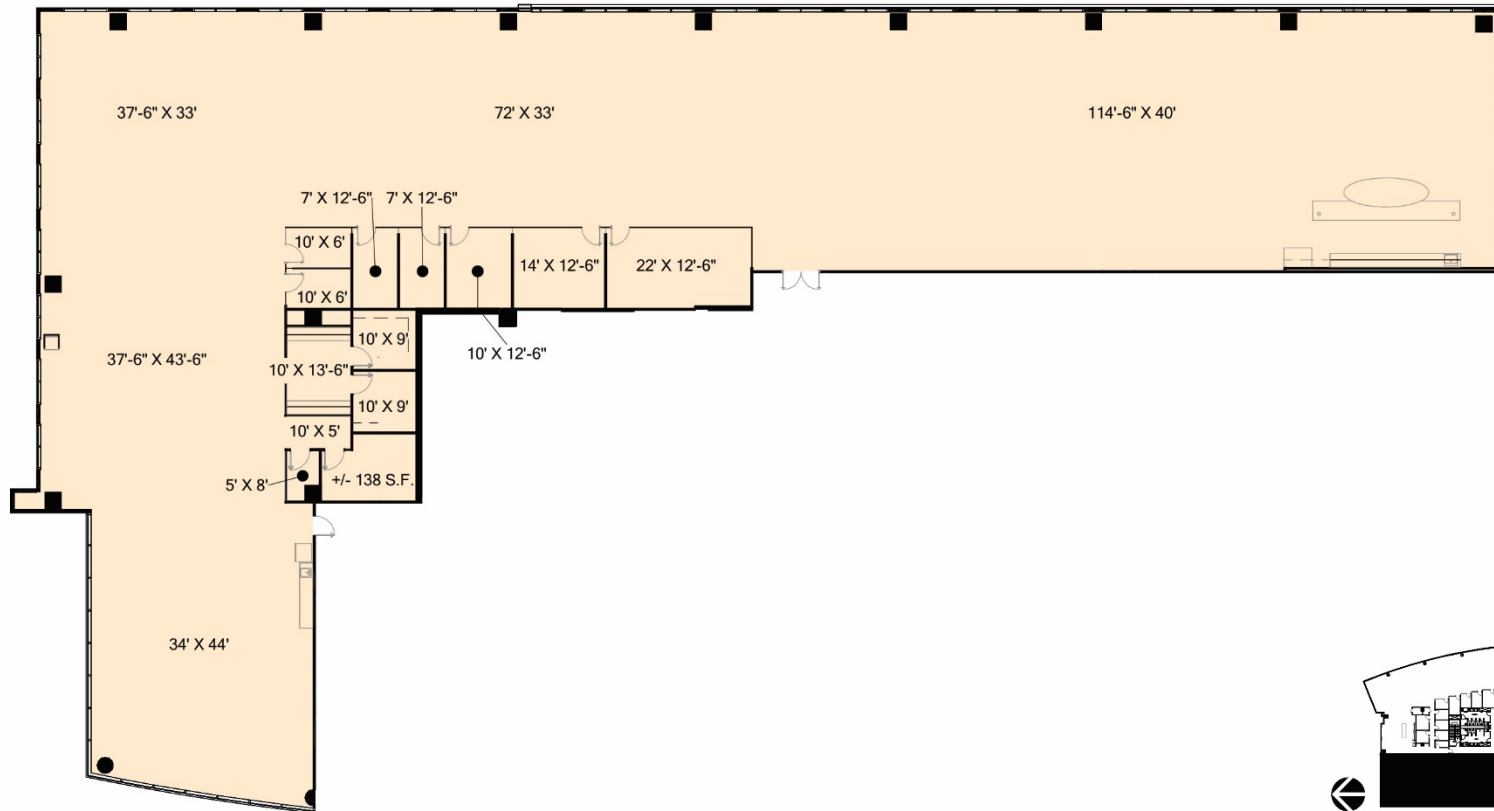 37'-6" X 33'
72' X 33'
114'-6" X 40'
7' X 12'-6"
7' X 12'-6"
10' X 6'
14' X 12'-6"
22' X 12'-6"
10' X 6'
10' X 9'
10' X 12'-6"
37'-6" X 43'-6"
10' X 13'-6"
10' X 9'
10' X 5'
5' X 8'
+/- 138 S.F.
34' X 44'